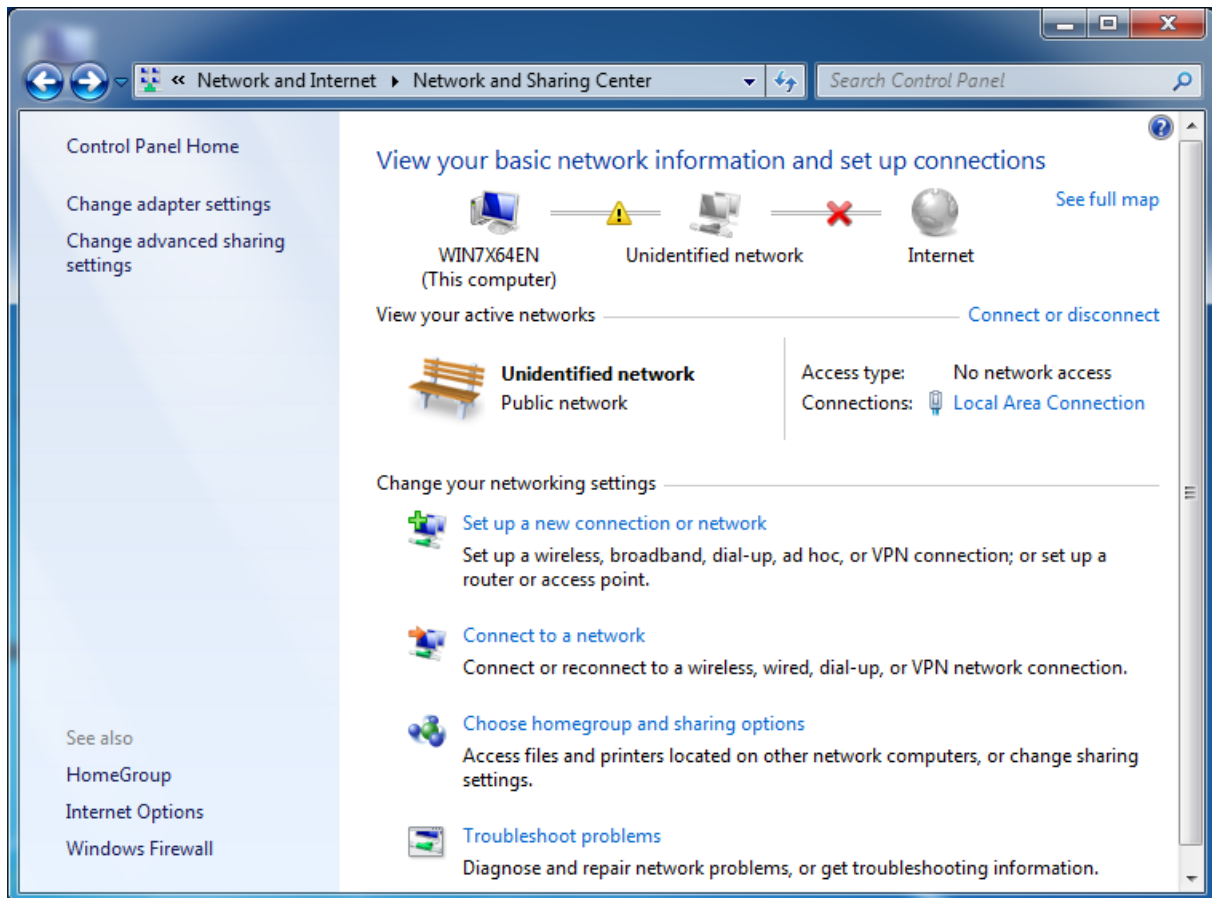 « Network and Internet ▸ Network and Sharing Center
Search Control Panel
Control Panel Home
Change adapter settings
Change advanced sharing
settings
See also
HomeGroup
Internet Options
Windows Firewall
View your basic network information and set up connections
See full map
WIN7X64EN
(This computer)
Unidentified network
Internet
View your active networks
Connect or disconnect
Unidentified network
Public network
Access type: No network access
Connections: Local Area Connection
Change your networking settings
Set up a new connection or network
Set up a wireless, broadband, dial-up, ad hoc, or VPN connection; or set up a
router or access point.
Connect to a network
Connect or reconnect to a wireless, wired, dial-up, or VPN network connection.
Choose homegroup and sharing options
Access files and printers located on other network computers, or change sharing
settings.
Troubleshoot problems
Diagnose and repair network problems, or get troubleshooting information.